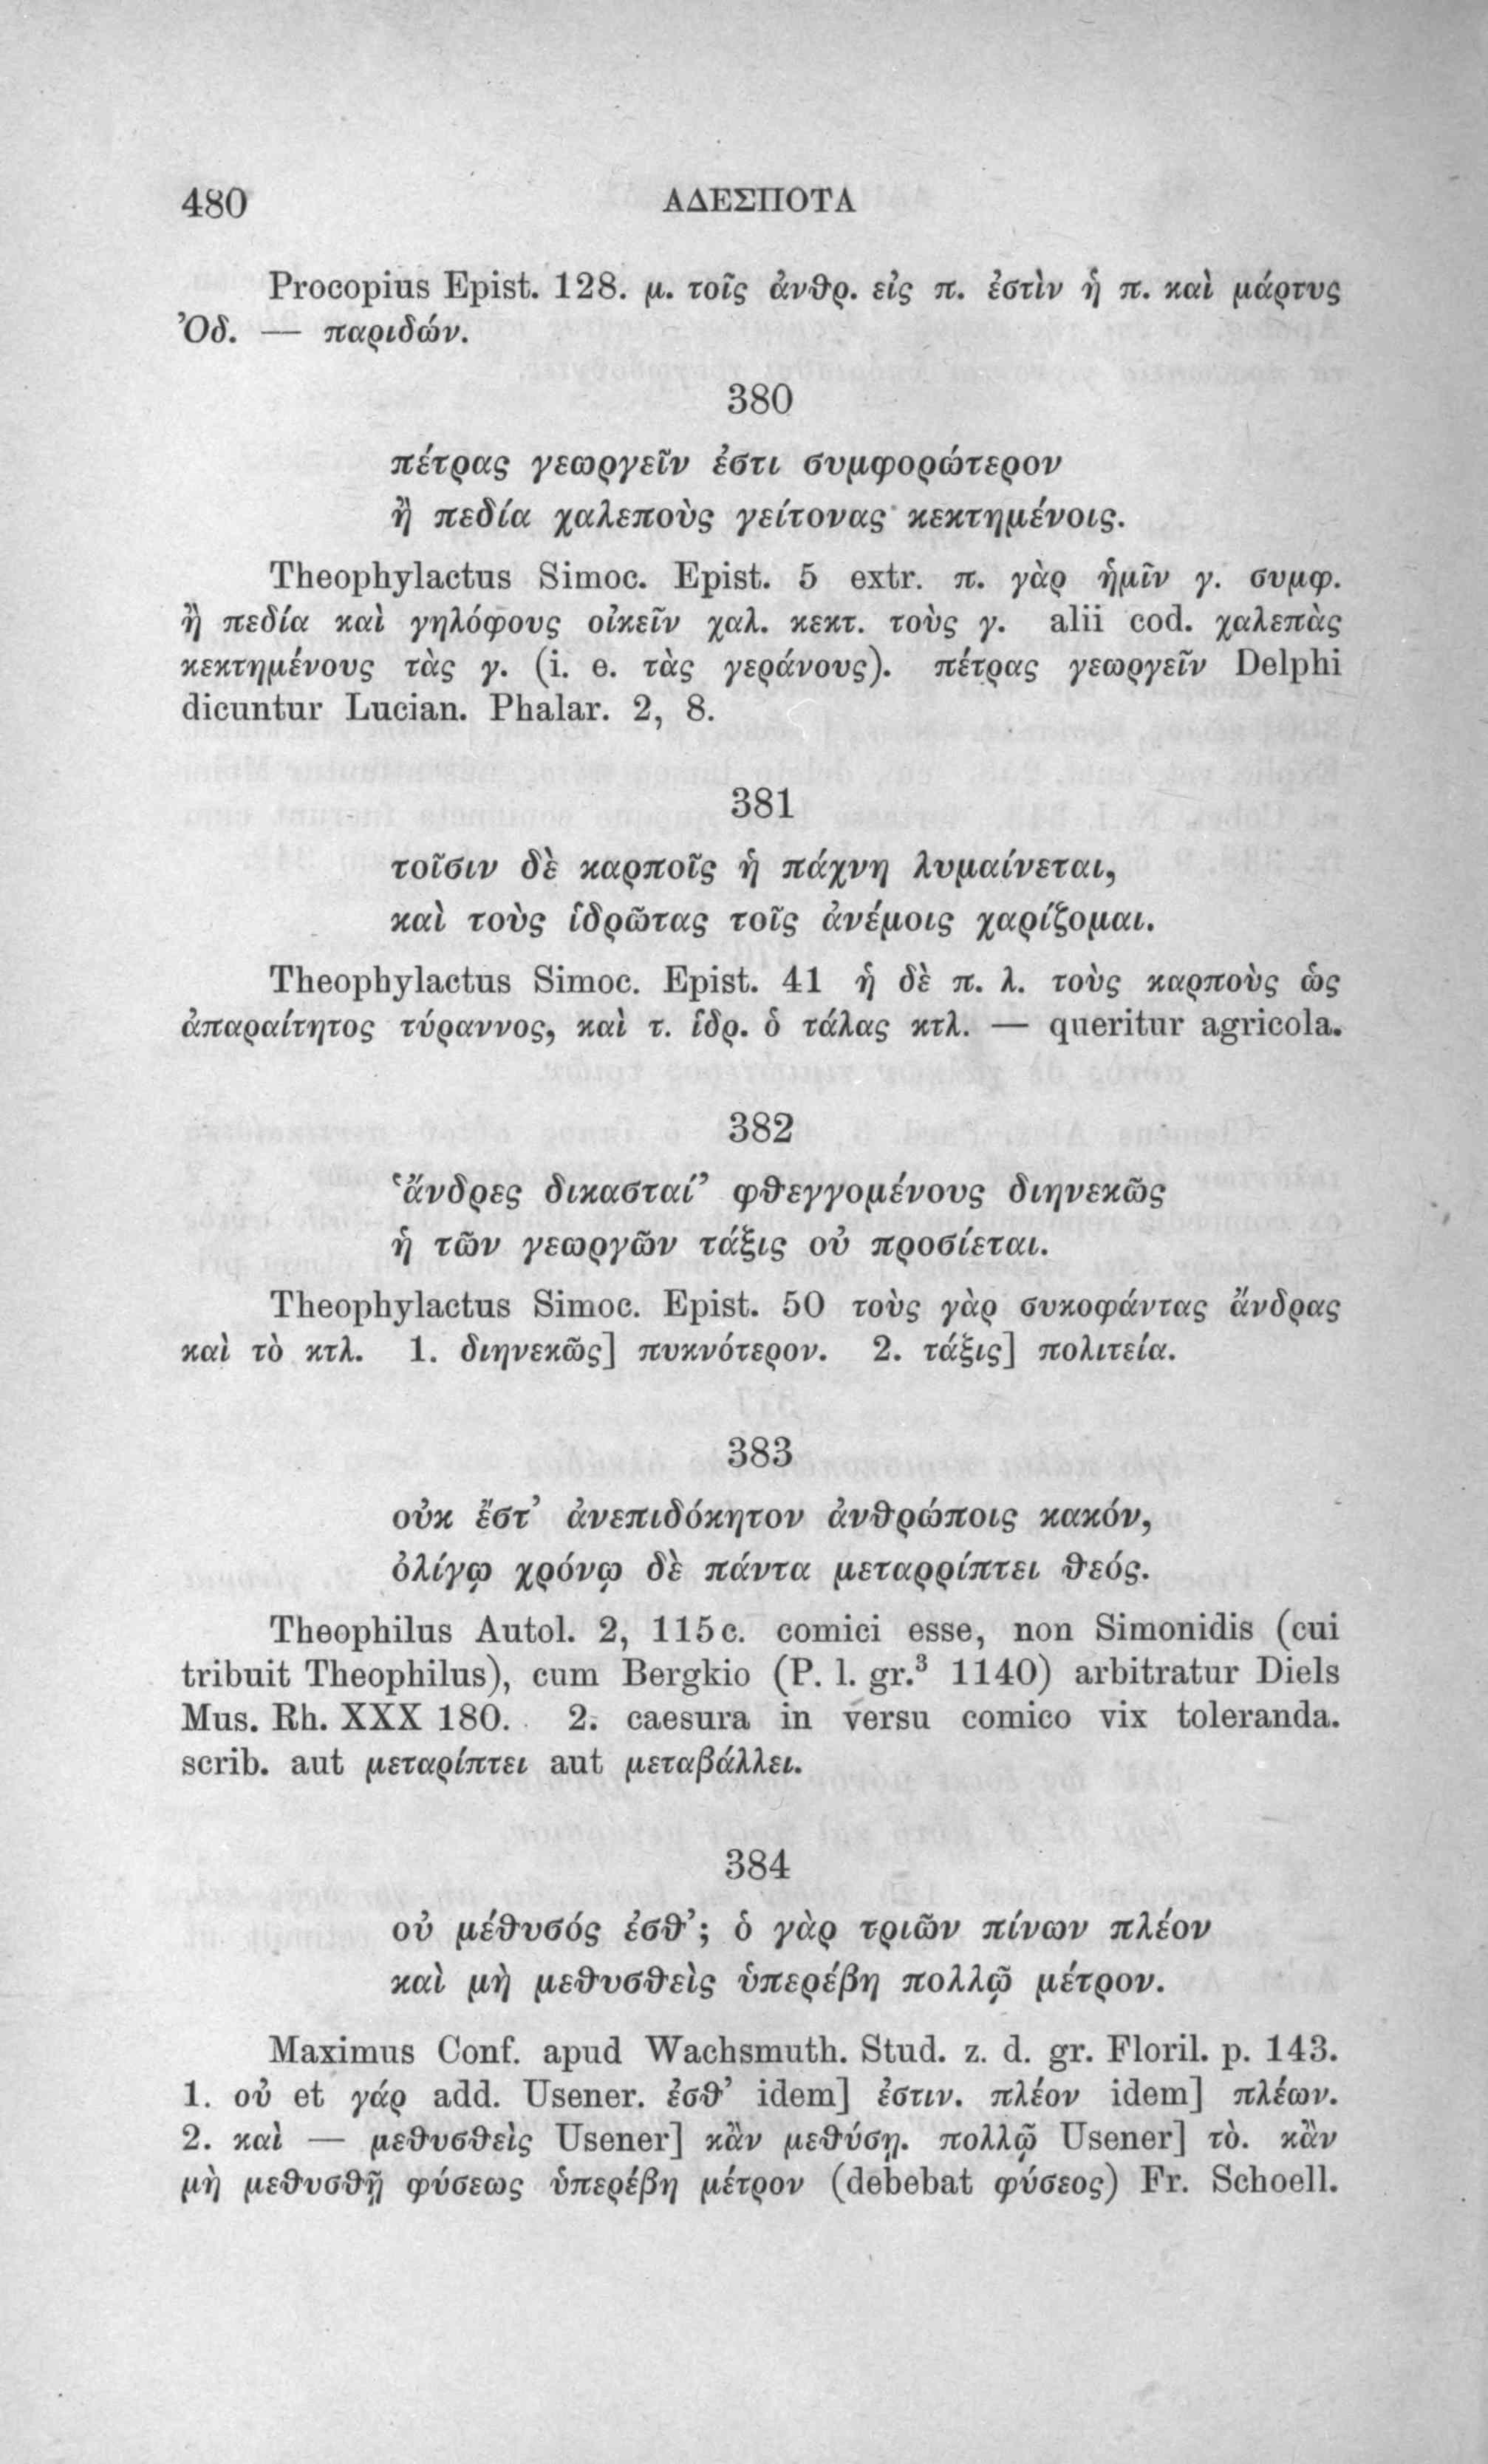 480
ΑΔΕΣΠΟΤΑ
Procopius Epist. 128. μ. τοῖς ἀνθρ. εἰς π. ἐστὶν ἡ π. καὶ μάρτυς
Ὀδ. — παριδών.
380
πέτρας γεωργεῖν ἐστι συμφορώτερον
ἢ πεδία χαλεποὺς γείτονας κεκτημένοις.
Theophylactus Simoc. Epist. 5 extr. π. γὰρ ἡμῖν γ. συμφ.
ἢ πεδία καὶ γηλόφους οἰκεῖν χαλ. κεκτ. τοὺς γ. alii cod. χαλεπὰς
κεκτημένους τὰς γ. (i. e. τὰς γεράνους). πέτρας γεωργεῖν Delphi
dicuntur Lucian. Phalar. 2, 8.
381
τοῖσιν δὲ καρποῖς ἡ πάχνη λυμαίνεται,
καὶ τοὺς ἱδρῶτας τοῖς ἀνέμοις χαρίζομαι.
Theophylactus Simoc. Epist. 41 ἡ δὲ π. λ. τοὺς καρποὺς ὡς
ἀπαραίτητος τύραννος, καὶ τ. ἱδρ. ὁ τάλας κτλ. — queritur agricola.
382
‘ἄνδρες δικασταί’ φθεγγομένους διηνεκῶς
ἡ τῶν γεωργῶν τάξις οὐ προσίεται.
Theophylactus Simoc. Epist. 50 τοὺς γὰρ συκοφάντας ἄνδρας
καὶ τὸ κτλ. 1. διηνεκῶς] πυκνότερον. 2. τάξις] πολιτεία.
383
οὐκ ἔστ’ ἀνεπιδόκητον ἀνθρώποις κακόν,
ὀλίγῳ χρόνῳ δὲ πάντα μεταρρίπτει θεός.
Theophilus Autol. 2, 115c. comici esse, non Simonidis (cui
tribuit Theophilus), cum Bergkio (P. l. gr.³ 1140) arbitratur Diels
Mus. Rh. XXX 180. 2. caesura in versu comico vix toleranda.
scrib. aut μεταρίπτει aut μεταβάλλει.
384
οὐ μέθυσός ἐσθ’; ὁ γὰρ τριῶν πίνων πλέον
καὶ μὴ μεθυσθεὶς ὑπερέβη πολλῷ μέτρον.
Maximus Conf. apud Wachsmuth. Stud. z. d. gr. Floril. p. 143.
1. οὐ et γάρ add. Usener. ἐσθ’ idem] ἐστιν. πλέον idem] πλέων.
2. καὶ — μεθυσθεὶς Usener] κἂν μεθύσῃ. πολλῷ Usener] τὸ. κἂν
μὴ μεθυσθῇ φύσεως ὑπερέβη μέτρον (debebat φύσεος) Fr. Schoell.